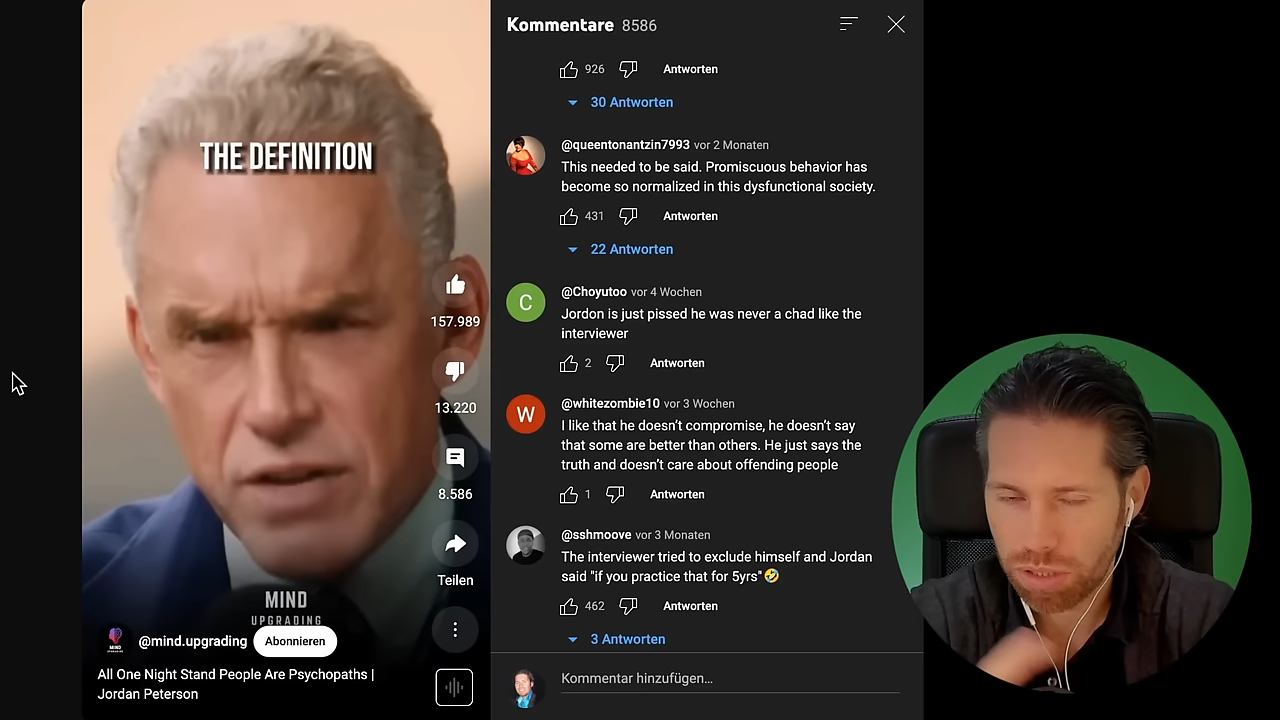 THE DEFINITION
157.989
13.220
8.586
Teilen
MIND
UPGRADING
@mind.upgrading
Abonnieren
All One Night Stand People Are Psychopaths |
Jordan Peterson
Kommentare 8586
926 Antworten
30 Antworten
@queentonantzin7993 vor 2 Monaten
This needed to be said. Promiscuous behavior has
become so normalized in this dysfunctional society.
431 Antworten
22 Antworten
C
@Choyutoo vor 4 Wochen
Jordon is just pissed he was never a chad like the
interviewer
2 Antworten
W
@whitezombie10 vor 3 Wochen
I like that he doesn’t compromise, he doesn’t say
that some are better than others. He just says the
truth and doesn’t care about offending people
1 Antworten
@sshmoove vor 3 Monaten
The interviewer tried to exclude himself and Jordan
said "if you practice that for 5yrs"🤣
462 Antworten
3 Antworten
Kommentar hinzufügen...